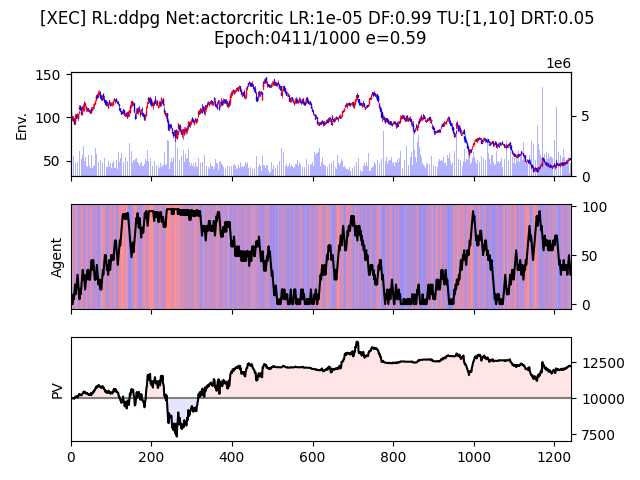 [XEC] RL:ddpg Net:actorcritic LR:1e-05 DF:0.99 TU:[1,10] DRT:0.05
Epoch:0411/1000 e=0.59
1e6
150
100
50
Env.
5
0
Agent
100
50
0
PV
12500
10000
7500
0 200 400 600 800 1000 1200